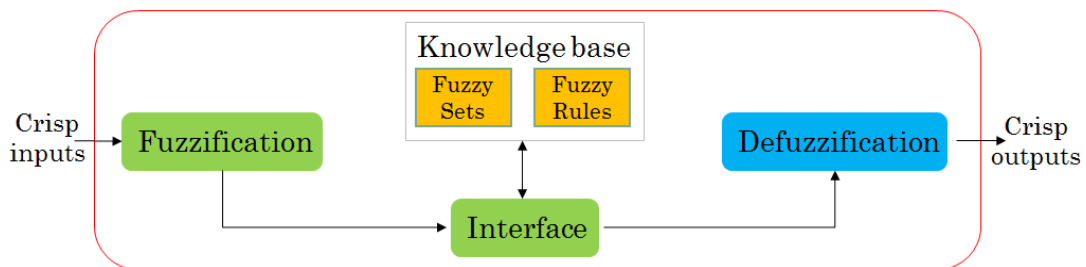 Knowledge base
Fuzzy
Sets
Fuzzy
Rules
Crisp
inputs
Fuzzification
Defuzzification
Crisp
outputs
Interface